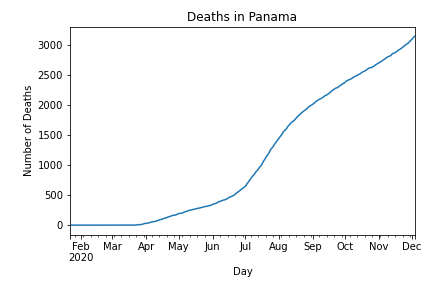 Deaths in Panama
3000
2500
2000
1500
1000
500
0
Number of Deaths
Feb Mar Apr May Jun Jul Aug Sep Oct Nov Dec
2020
Day